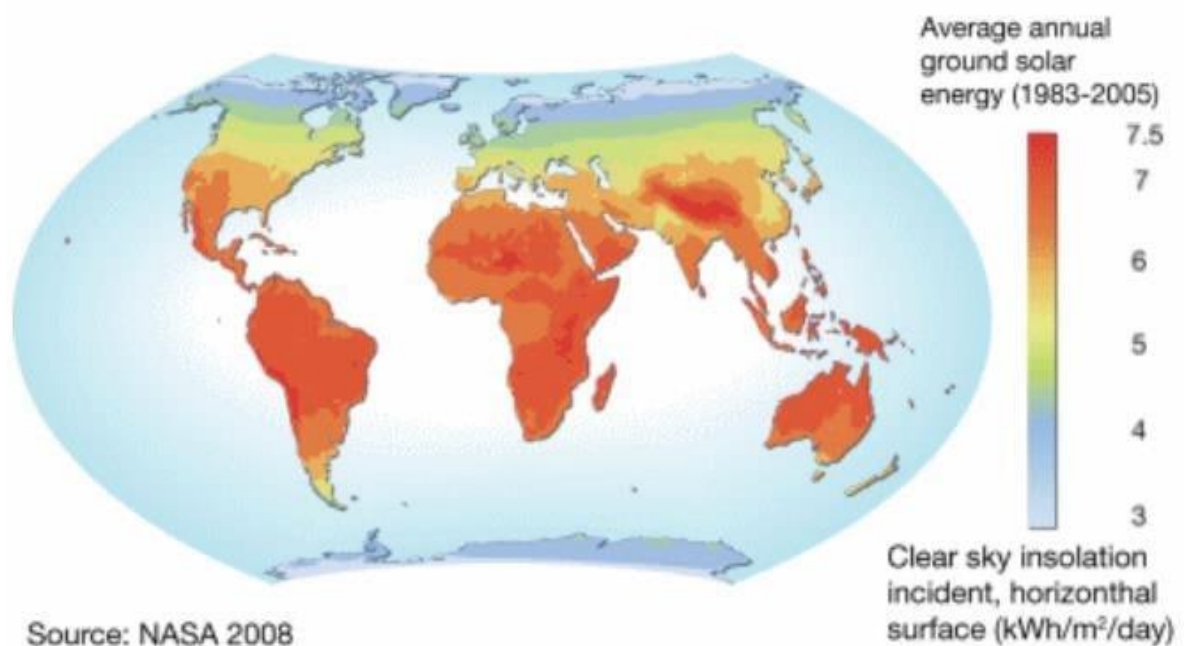 Average annual
ground solar
energy (1983-2005)
7.5
7
6
5
4
3
Clear sky insolation
incident, horizonthal
surface (kWh/m²/day)
Source: NASA 2008